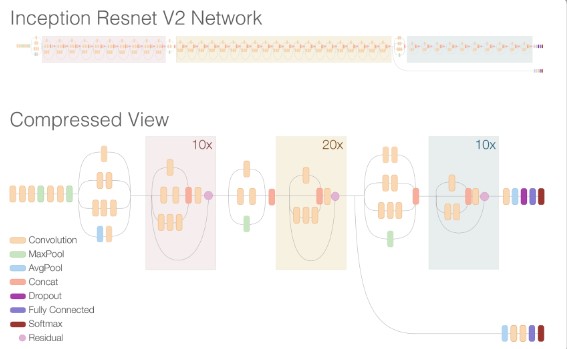 Inception Resnet V2 Network
Compressed View
10x
20x
10x
Convolution
MaxPool
AvgPool
Concat
Dropout
Fully Connected
Softmax
Residual